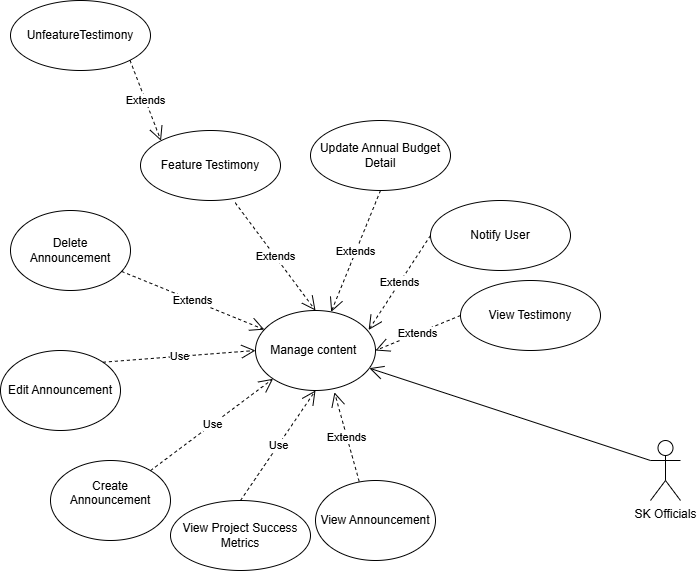 UnfeatureTestimony
Extends
Feature Testimony
Update Annual Budget
Detail
Delete
Announcement
Notify User
Extends
Extends
Extends
Extends
View Testimony
Extends
Manage content
Use
Edit Announcement
Use
Use
Extends
Create
Announcement
View Project Success
Metrics
View Announcement
SK Officials